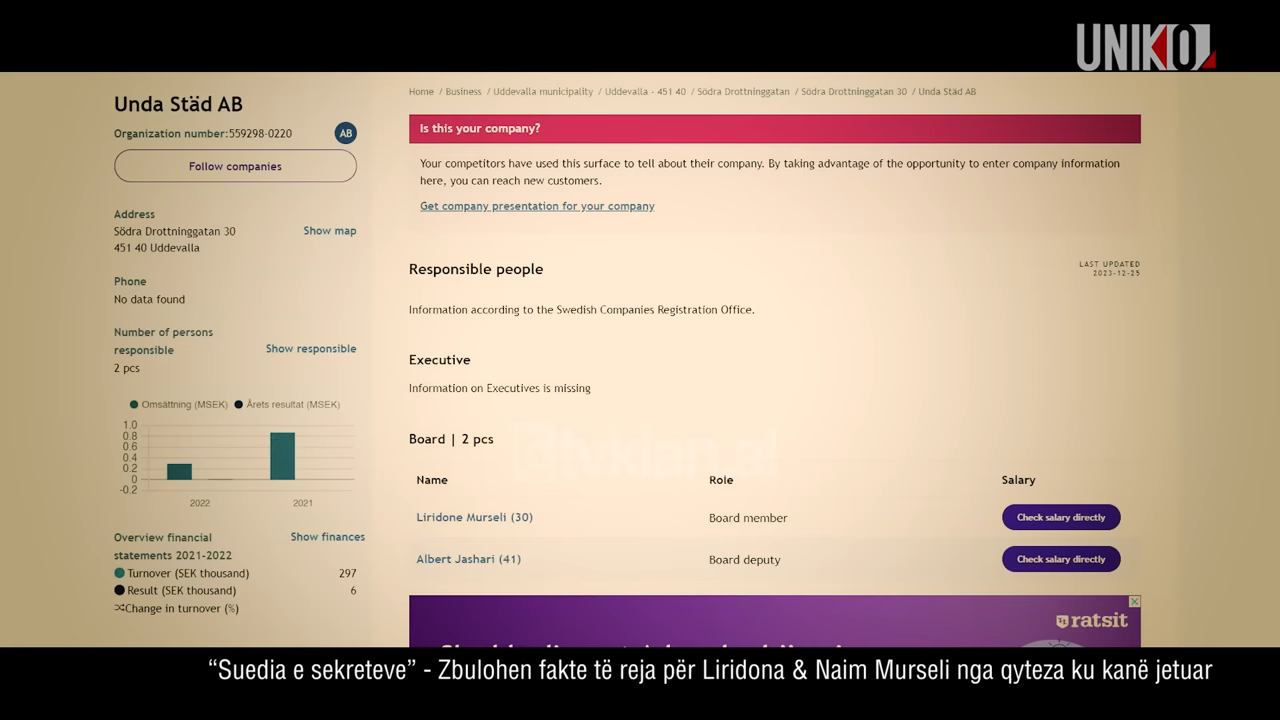 UNIKO
Unda Städ AB
Organization number:559298-0220
AB
Follow companies
Address
Södra Drottninggatan 30
Show map
451 40 Uddevalla
Phone
No data found
Number of persons
responsible
Show responsible
2 pcs
Omsättning (MSEK)
Årets resultat (MSEK)
1.0
0.8
0.6
0.4
0.2
0
-0.2
2022
2021
Overview financial
Show finances
statements 2021-2022
Turnover (SEK thousand)
297
Result (SEK thousand)
6
Change in turnover (%)
Home / Business / Uddevalla municipality / Uddevalla - 451 40 / Södra Drottninggatan / Södra Drottninggatan 30 / Unda Städ AB
Is this your company?
Your competitors have used this surface to tell about their company. By taking advantage of the opportunity to enter company information
here, you can reach new customers.
Get company presentation for your company
Responsible people
LAST UPDATED
2023-12-25
Information according to the Swedish Companies Registration Office.
Executive
Information on Executives is missing
Board | 2 pcs
tvklan.al
Name Role Salary
Liridone Murseli (30) Board member Check salary directly
Albert Jashari (41) Board deputy Check salary directly
ratsit
“Suedia e sekreteve” - Zbulohen fakte të reja për Liridona & Naim Murseli nga qyteza ku kanë jetuar